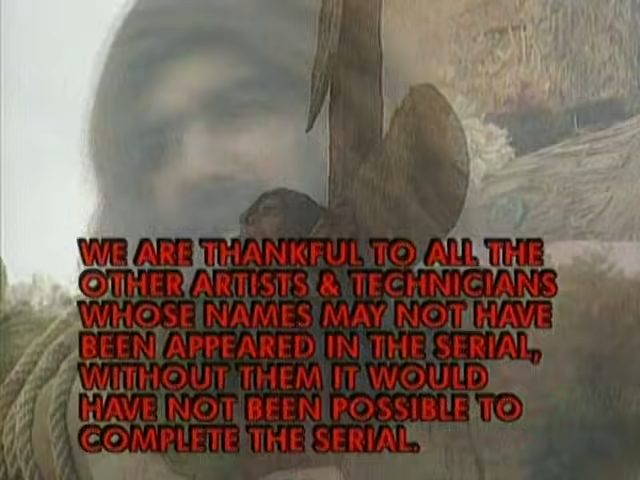 WE ARE THANKFUL TO ALL THE
OTHER ARTISTS & TECHNICIANS
WHOSE NAMES MAY NOT HAVE
BEEN APPEARED IN THE SERIAL,
WITHOUT THEM IT WOULD
HAVE NOT BEEN POSSIBLE TO
COMPLETE THE SERIAL.